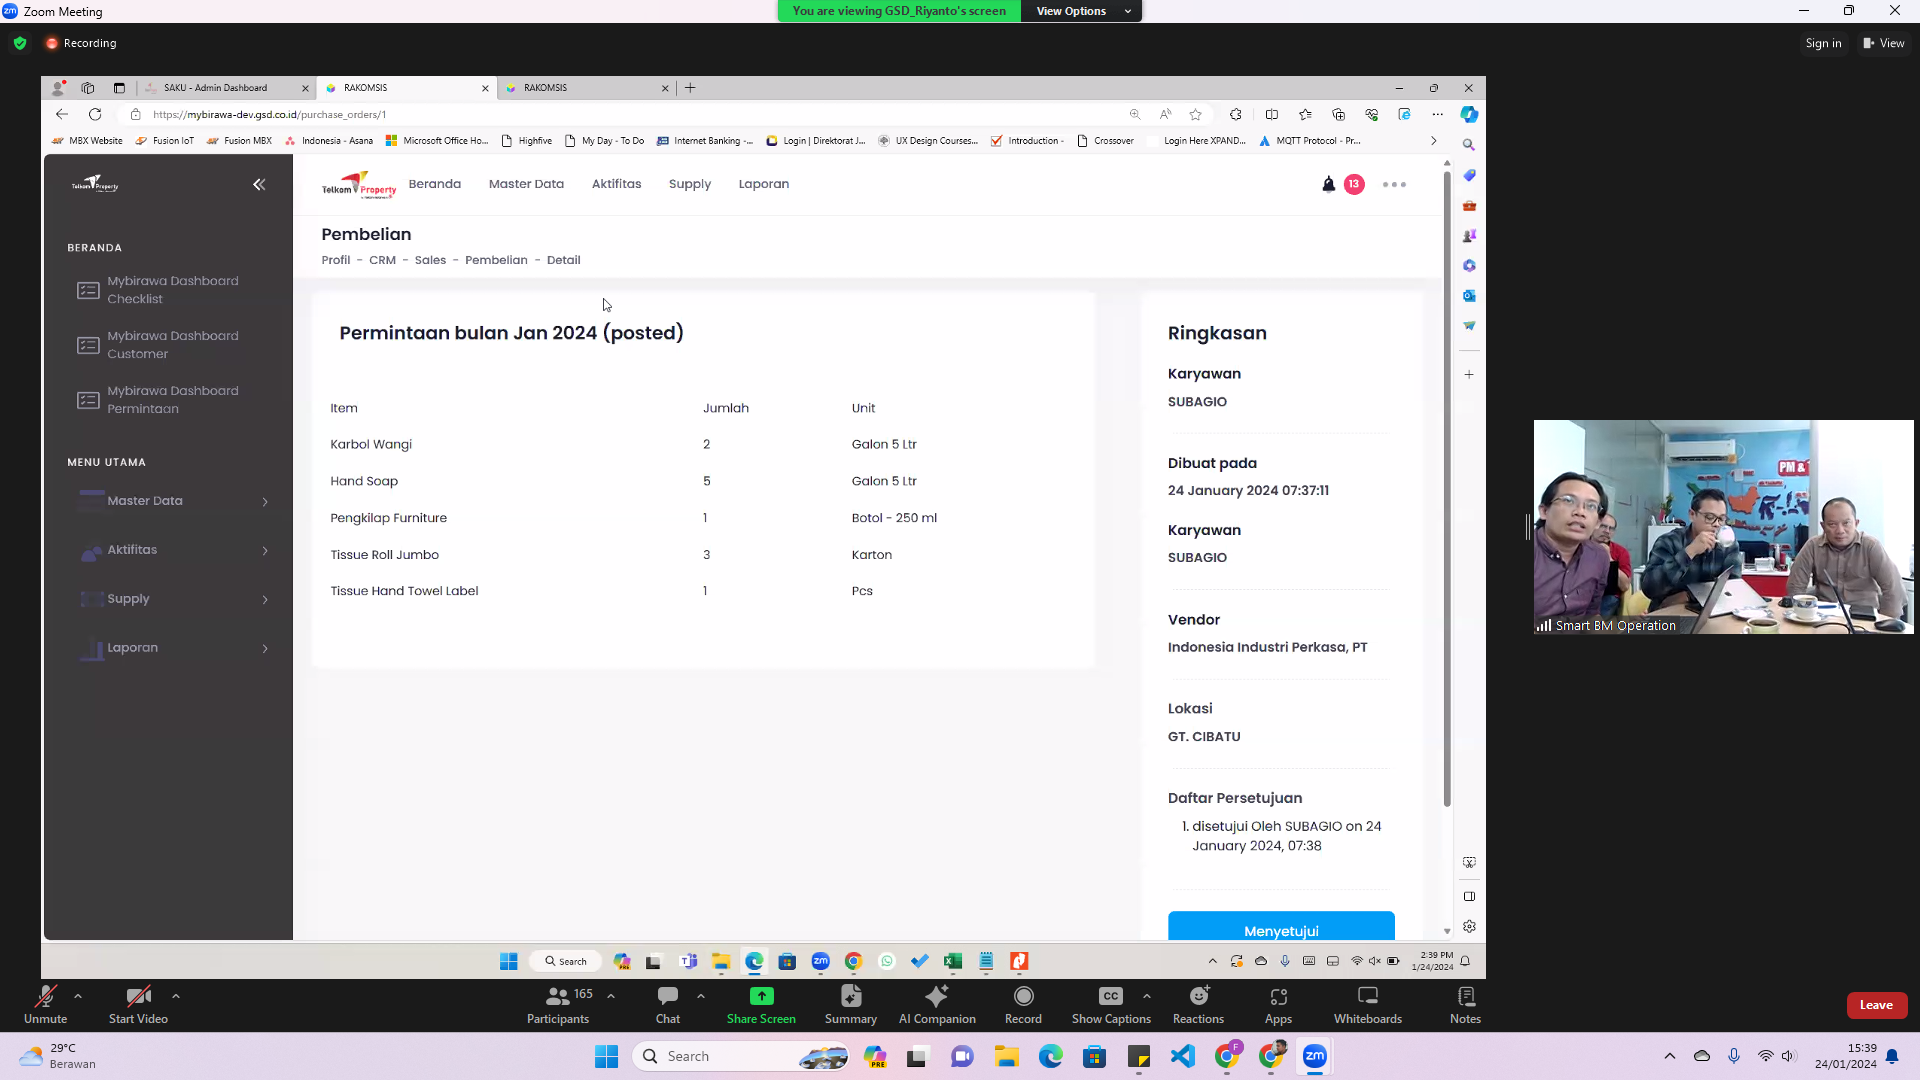 Zoom Meeting
You are viewing GSD_Riyanto's screen
View Options
Recording
Sign in
View
SAKU - Admin Dashboard
RAKOMSIS
RAKOMSIS
https://mybirawa-dev.gsd.co.id/purchase_orders/1
MBX Website
Fusion IoT
Fusion MBX
Indonesia - Asana
Microsoft Office Ho...
Highfive
My Day - To Do
Internet Banking -...
Login | Direktorat J...
UX Design Courses...
Introduction -
Crossover
Login Here XPAND...
MQTT Protocol - Pr...
Telkom Property
Telkom Property
Beranda
Master Data
Aktifitas
Supply
Laporan
13
BERANDA
Mybirawa Dashboard
Checklist
Mybirawa Dashboard
Customer
Mybirawa Dashboard
Permintaan
MENU UTAMA
Master Data
Aktifitas
Supply
Laporan
Pembelian
Profil - CRM - Sales - Pembelian - Detail
Permintaan bulan Jan 2024 (posted)
Item Jumlah Unit
Karbol Wangi 2 Galon 5 Ltr
Hand Soap 5 Galon 5 Ltr
Pengkilap Furniture 1 Botol - 250 ml
Tissue Roll Jumbo 3 Karton
Tissue Hand Towel Label 1 Pcs
Ringkasan
Karyawan
SUBAGIO
Dibuat pada
24 January 2024 07:37:11
Karyawan
SUBAGIO
Vendor
Indonesia Industri Perkasa, PT
Lokasi
GT. CIBATU
Daftar Persetujuan
1. disetujui Oleh SUBAGIO on 24
January 2024, 07:38
Menyetujui
PM &
Smart BM Operation
Search
PRE
2:39 PM
1/24/2024
Unmute
Start Video
165
Participants
Chat
Share Screen
Summary
AI Companion
Record
CC
Show Captions
Reactions
Apps
Whiteboards
Notes
Leave
29°C
Berawan
Search
PRE
F
zm
15:39
24/01/2024